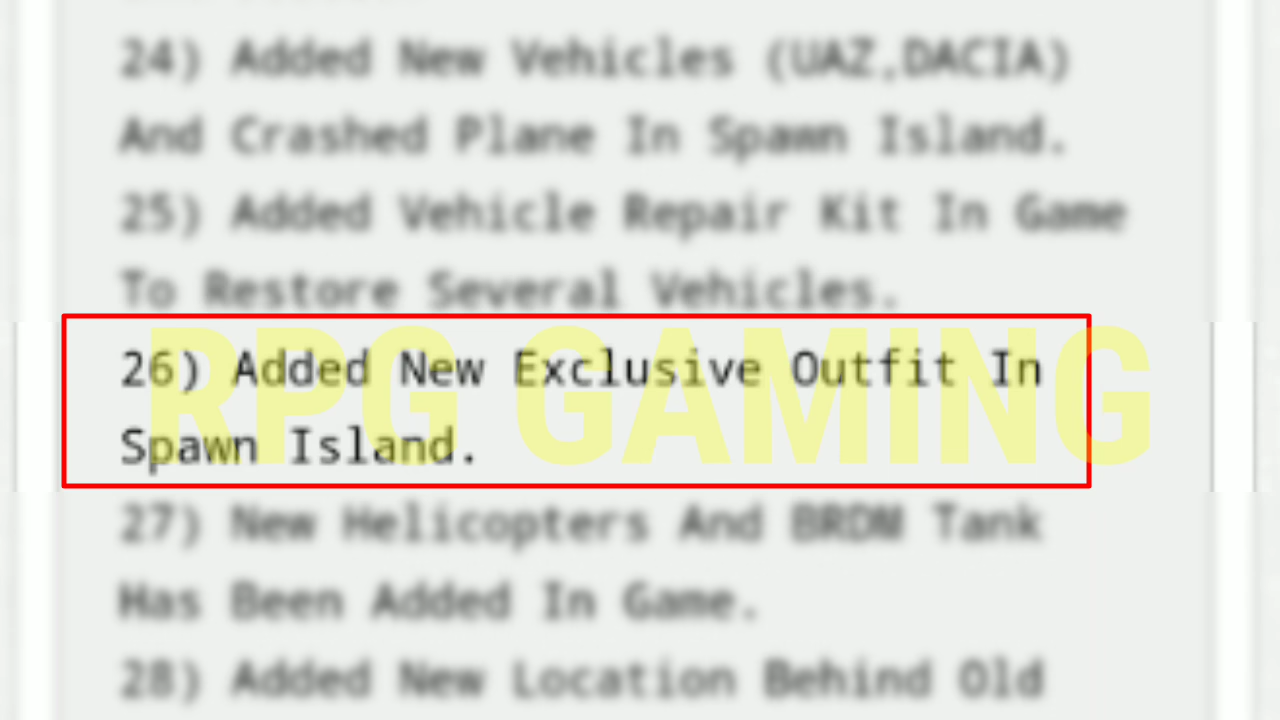 24) Added New Vehicles (UAZ,DACIA)
And Crashed Plane In Spawn Island.
25) Added Vehicle Repair Kit In Game
To Restore Several Vehicles.
26) Added New Exclusive Outfit In
Spawn Island.
RPG GAMING
27) New Helicopters And BRDM Tank
Has Been Added In Game.
28) Added New Location Behind Old